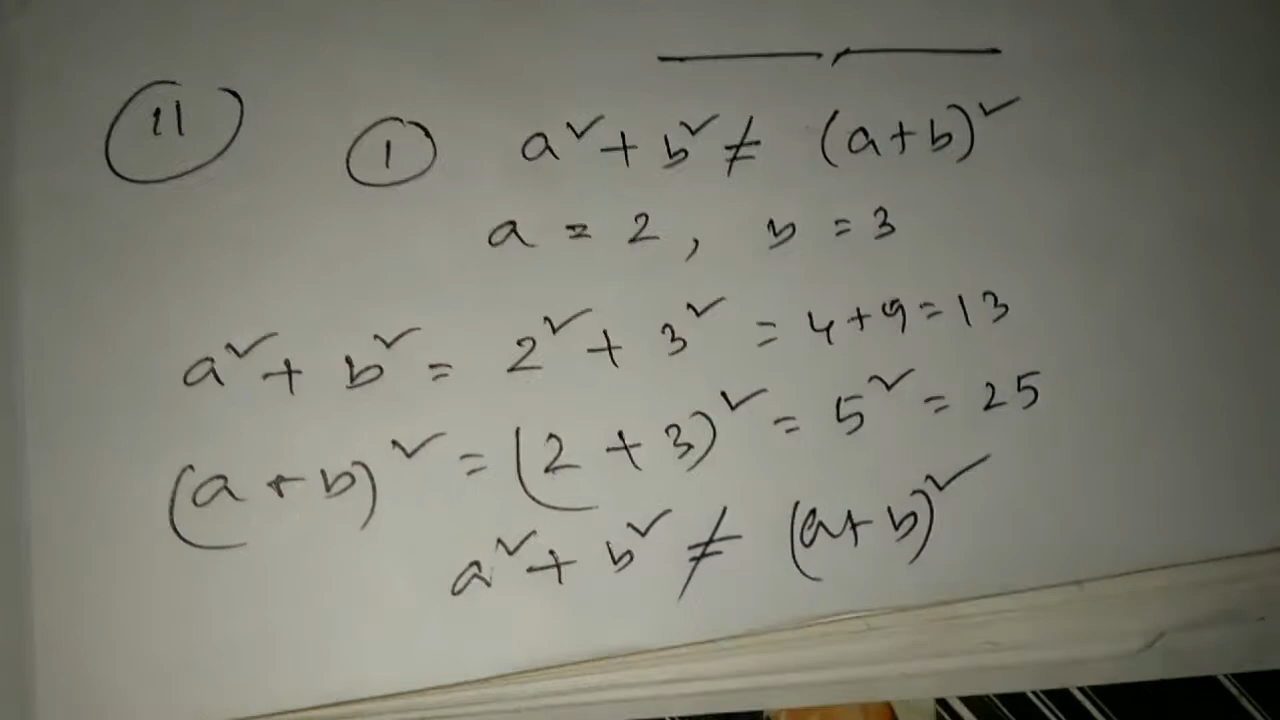 11 1 a² + b² ≠ (a+b)²
a = 2, b = 3
a² + b² = 2² + 3² = 4+9=13
(a+b)² = (2+3)² = 5² = 25
a² + b² ≠ (a+b)²